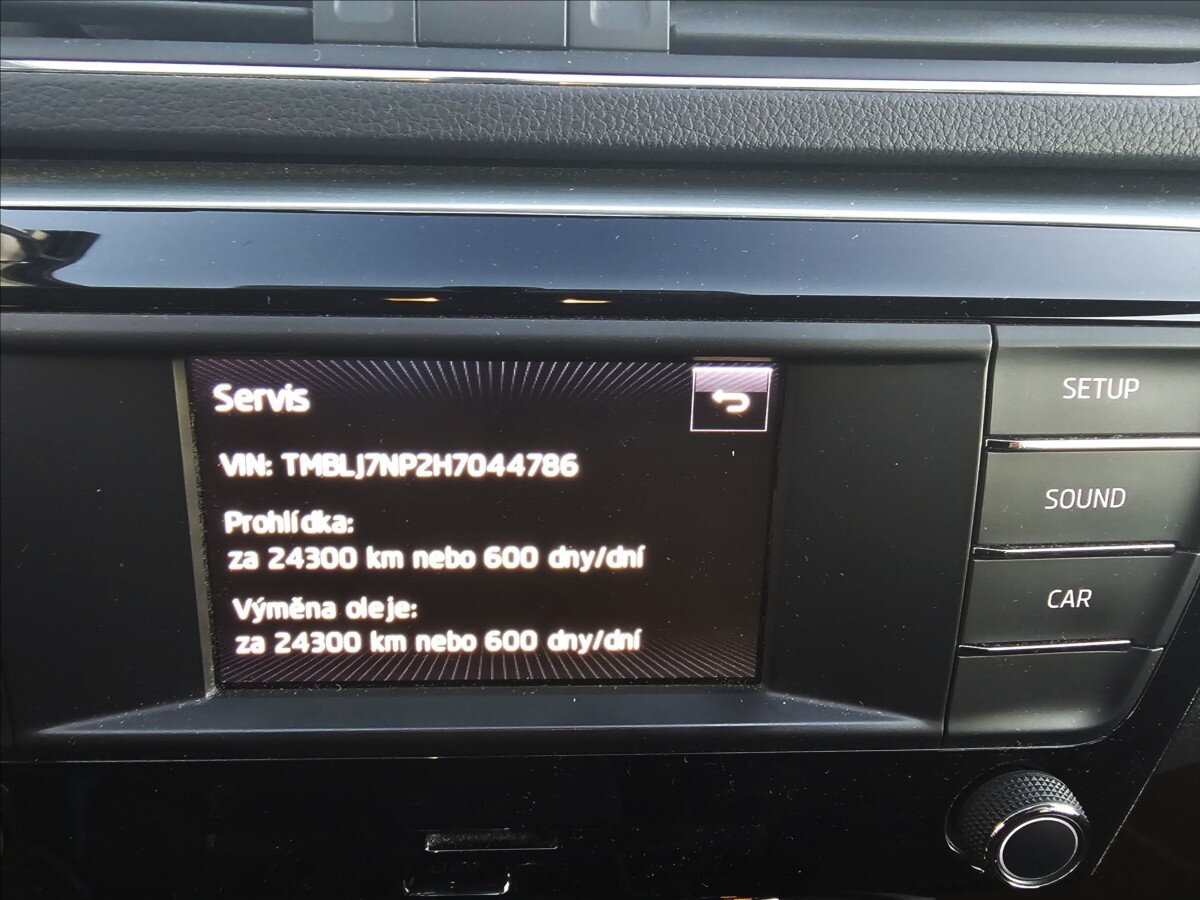 Servis
VIN: TMBLJ7NP2H7044786
Prohlídka:
za 24300 km nebo 600 dny/dní
Výměna oleje:
za 24300 km nebo 600 dny/dní
SETUP
SOUND
CAR